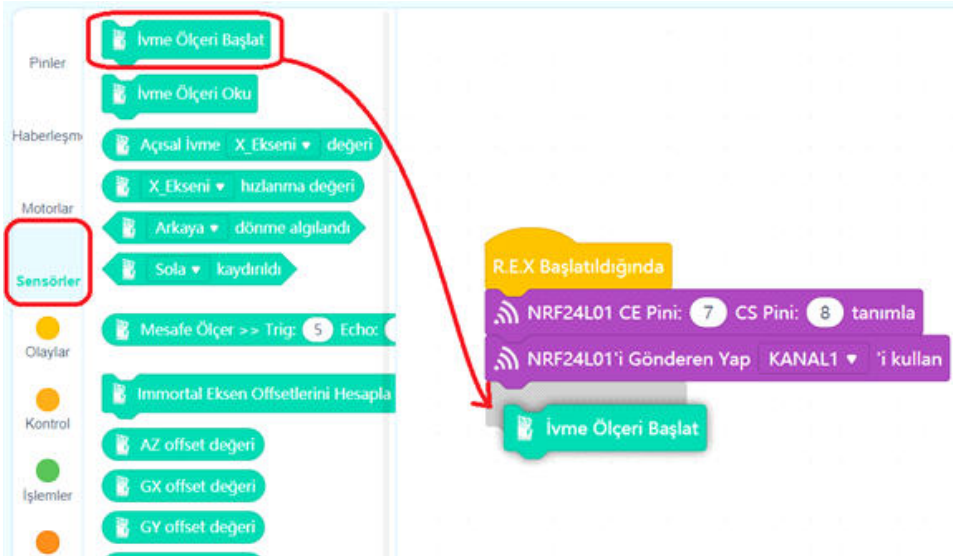 Pinler
Haberleşm
Motorlar
Sensörler
Olaylar
Kontrol
İşlemler
İvme Ölçeri Başlat
İvme Ölçeri Oku
Açısal İvme X_Ekseni değeri
X_Ekseni hızlanma değeri
Arkaya dönme algılandı
Sola kaydırıldı
Mesafe Ölçer >> Trig: 5 Echo:
Immortal Eksen Offsetlerini Hesapla
AZ offset değeri
GX offset değeri
GY offset değeri
R.E.X Başlatıldığında
NRF24L01 CE Pini: 7 CS Pini: 8 tanımla
NRF24L01'i Gönderen Yap KANAL1 'i kullan
İvme Ölçeri Başlat